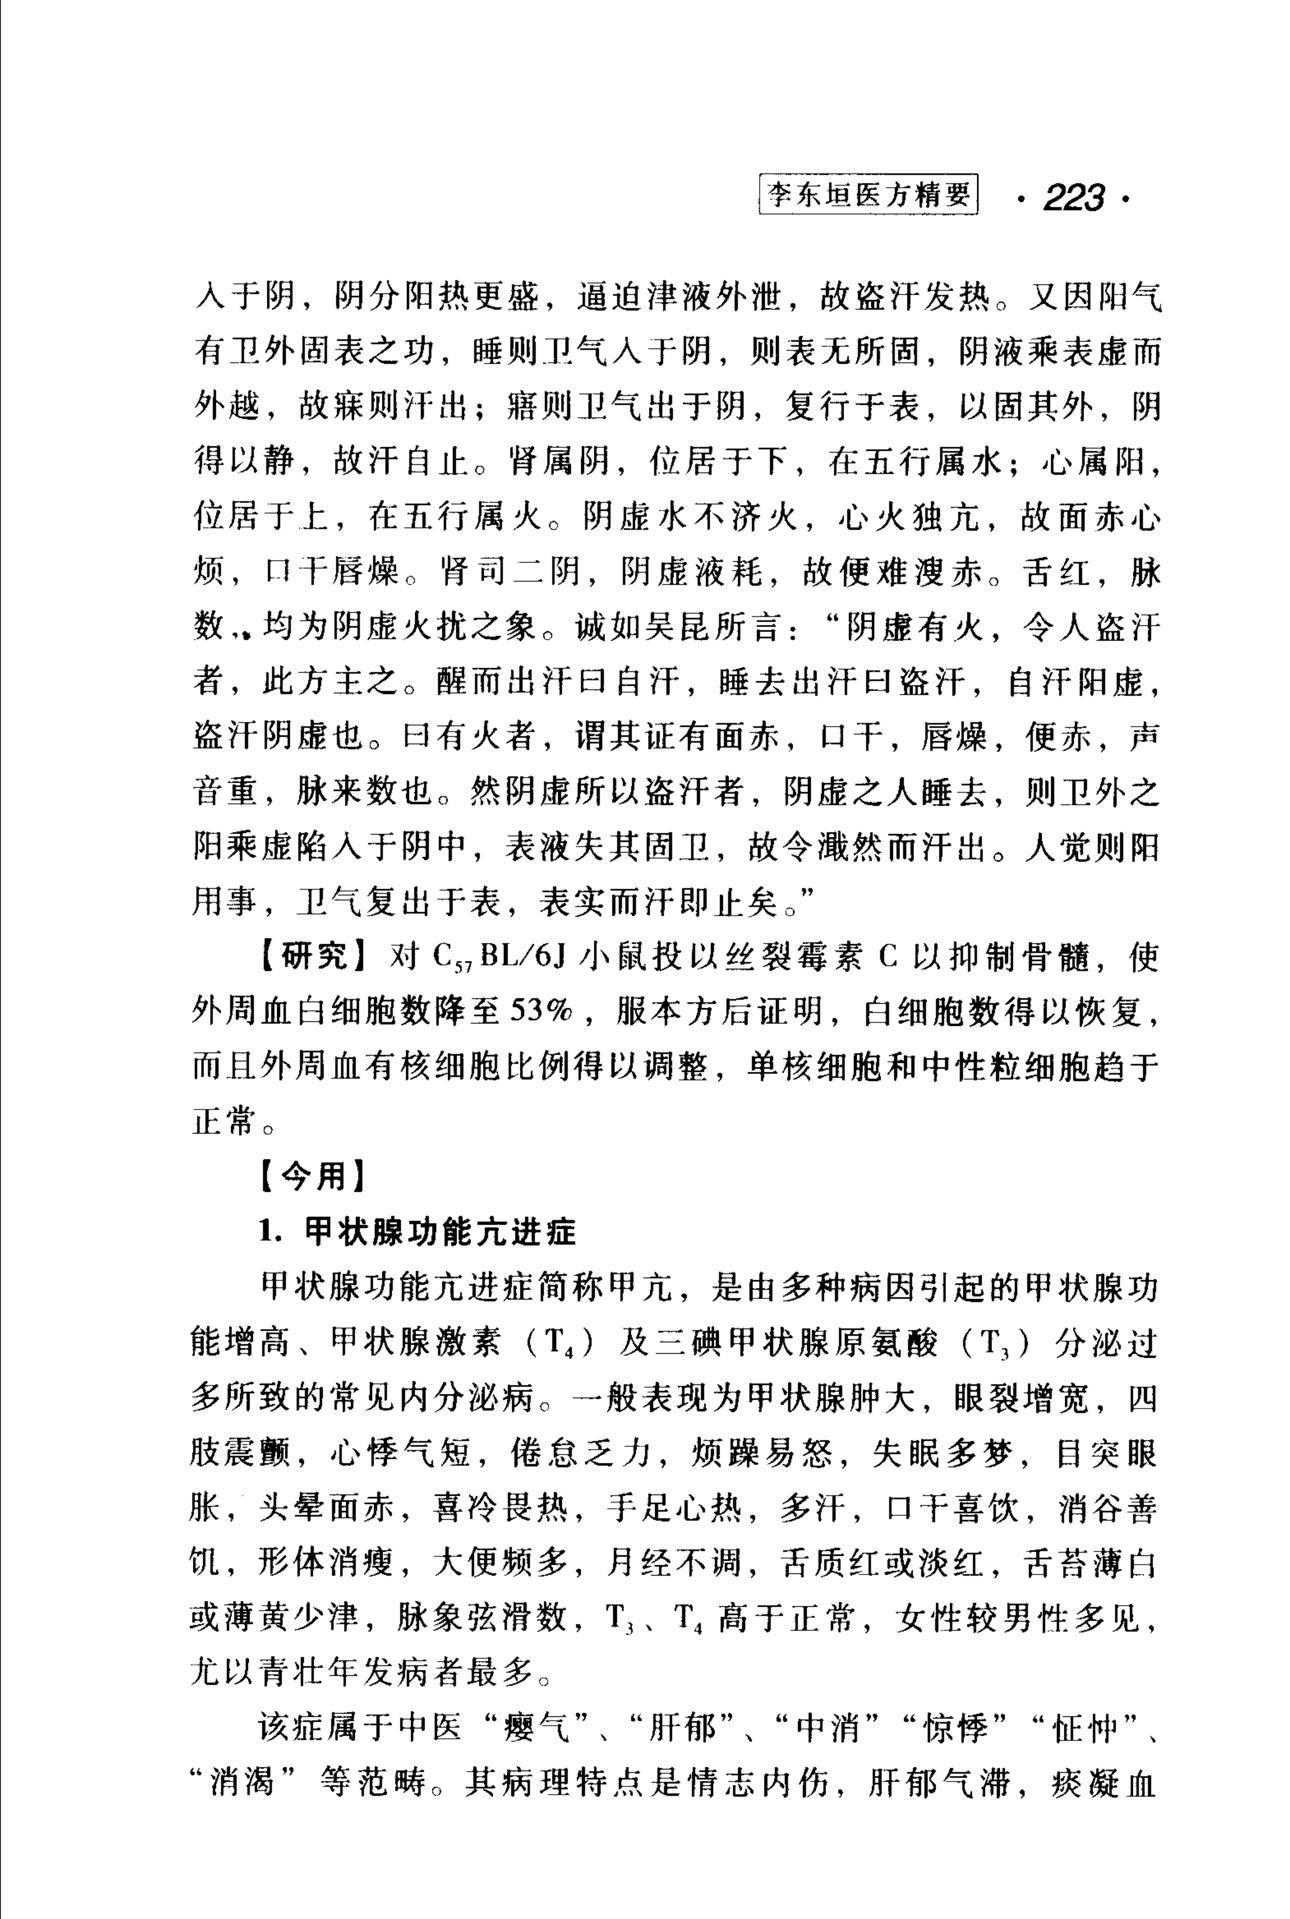 李东垣医方精要 · 223 ·
入于阴，阴分阳热更盛，逼迫津液外泄，故盗汗发热。又因阳气
有卫外固表之功，睡则卫气入于阴，则表无所固，阴液乘表虚而
外越，故寐则汗出；寤则卫气出于阴，复行于表，以固其外，阴
得以静，故汗自止。肾属阴，位居于下，在五行属水；心属阳，
位居于上，在五行属火。阴虚水不济火，心火独亢，故面赤心
烦，口干唇燥。肾司二阴，阴虚液耗，故便难溲赤。舌红，脉
数，均为阴虚火扰之象。诚如吴昆所言：“阴虚有火，令人盗汗
者，此方主之。醒而出汗曰自汗，睡去出汗曰盗汗，自汗阳虚，
盗汗阴虚也。曰有火者，谓其证有面赤，口干，唇燥，便赤，声
音重，脉来数也。然阴虚所以盗汗者，阴虚之人睡去，则卫外之
阳乘虚陷入于阴中，表液失其固卫，故令濈然而汗出。人觉则阳
用事，卫气复出于表，表实而汗即止矣。”
【研究】对 C₅₇BL/6J 小鼠投以丝裂霉素 C 以抑制骨髓，使
外周血白细胞数降至 53%，服本方后证明，白细胞数得以恢复，
而且外周血有核细胞比例得以调整，单核细胞和中性粒细胞趋于
正常。
【今用】
1. 甲状腺功能亢进症
甲状腺功能亢进症简称甲亢，是由多种病因引起的甲状腺功
能增高、甲状腺激素（T₄）及三碘甲状腺原氨酸（T₃）分泌过
多所致的常见内分泌病。一般表现为甲状腺肿大，眼裂增宽，四
肢震颤，心悸气短，倦怠乏力，烦躁易怒，失眠多梦，目突眼
胀，头晕面赤，喜冷畏热，手足心热，多汗，口干喜饮，消谷善
饥，形体消瘦，大便频多，月经不调，舌质红或淡红，舌苔薄白
或薄黄少津，脉象弦滑数，T₃、T₄ 高于正常，女性较男性多见，
尤以青壮年发病者最多。
该症属于中医“瘿气”、“肝郁”、“中消”“惊悸”“怔忡”、
“消渴”等范畴。其病理特点是情志内伤，肝郁气滞，痰凝血